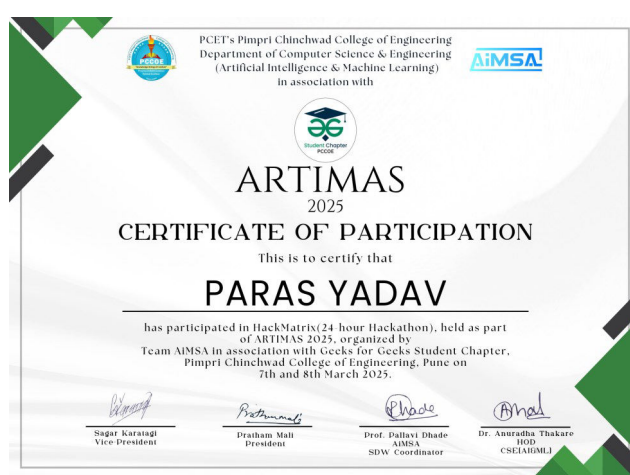 PCET's Pimpri Chinchwad College of Engineering
Department of Computer Science & Engineering
(Artificial Intelligence & Machine Learning)
in association with
PCCOE
AiMSA
Student Chapter
PCCOE
ARTIMAS
2025
CERTIFICATE OF PARTICIPATION
This is to certify that
PARAS YADAV
has participated in HackMatrix(24-hour Hackathon), held as part
of ARTIMAS 2025, organized by
Team AiMSA in association with Geeks for Geeks Student Chapter,
Pimpri Chinchwad College of Engineering, Pune on
7th and 8th March 2025.
Sagar Karatagi
Vice-President
Pratham Mali
President
Prof. Pallavi Dhade
AiMSA
SDW Coordinator
Dr. Anuradha Thakare
HOD
CSE[AI&ML]